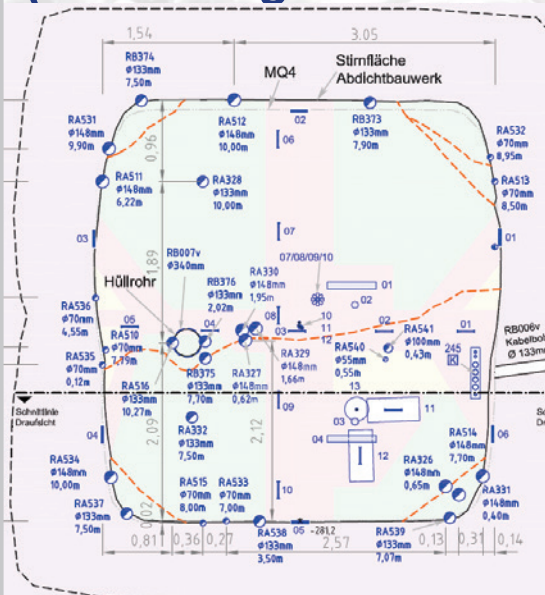 1,54
3.05
RB374
ø133mm
7,50m
MQ4
Stirnfläche
Abdichtbauwerk
RA531
ø148mm
9,90m
RA512
ø148mm
10,00m
02
06
RB373
ø133mm
7,90m
RA532
ø70mm
8,95m
0,96
RA511
ø148mm
6,22m
RA328
ø133mm
10,00m
RA513
ø70mm
8,50m
03
07
01
1,89
RB007v
ø340mm
07/08/09/10
Hüllrohr
RB376
ø133mm
2,02m
RA330
ø148mm
1,95m
01
02
RA536
ø70mm
4,55m
05
04
08
03
10
11
12
02
01
RA541
ø100mm
0,43m
RB006v
Kabelbo
Ø 133mm
RA510
ø70mm
7,79m
RA540
ø55mm
0,55m
245
K
RA535
ø70mm
0,12m
RB375
ø133mm
7,70m
RA327
ø148mm
0,62m
RA329
ø148mm
1,66m
RA516
ø133mm
10,27m
13
Schnittlinie
Draufsicht
09
03
11
04
2,09
RA332
ø133mm
7,50m
2,12
04
12
RA514
ø148mm
7,70m
06
RA534
ø148mm
10,00m
RA326
ø148mm
0,65m
RA515
ø70mm
8,00m
RA533
ø70mm
7,00m
10
RA331
ø148mm
0,40m
RA537
ø133mm
7,50m
0,02
RA538
ø133mm
3,50m
05
-281,2
RA539
ø133mm
7,07m
0,81
0,36
0,27
2,57
0,13
0,31
0,14